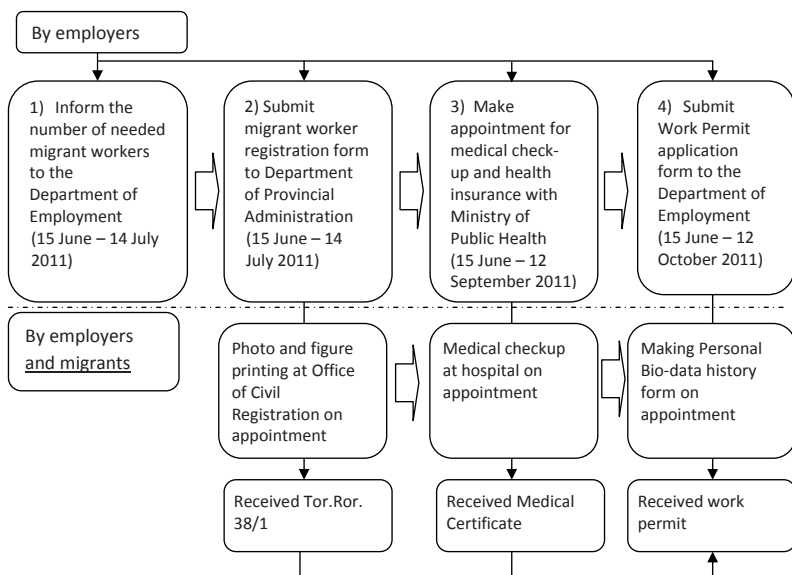 By employers
1) Inform the
number of needed
migrant workers
to the
Department of
Employment
(15 June – 14 July
2011)
2) Submit
migrant worker
registration form
to Department
of Provincial
Administration
(15 June – 14
July 2011)
3) Make
appointment for
medical check-
up and health
insurance with
Ministry of
Public Health
(15 June – 12
September 2011)
4) Submit
Work Permit
application
form to the
Department of
Employment
(15 June – 12
October 2011)
By employers
and migrants
Photo and figure
printing at Office
of Civil
Registration on
appointment
Medical checkup
at hospital on
appointment
Making Personal
Bio-data history
form on
appointment
Received Tor.Ror.
38/1
Received Medical
Certificate
Received work
permit